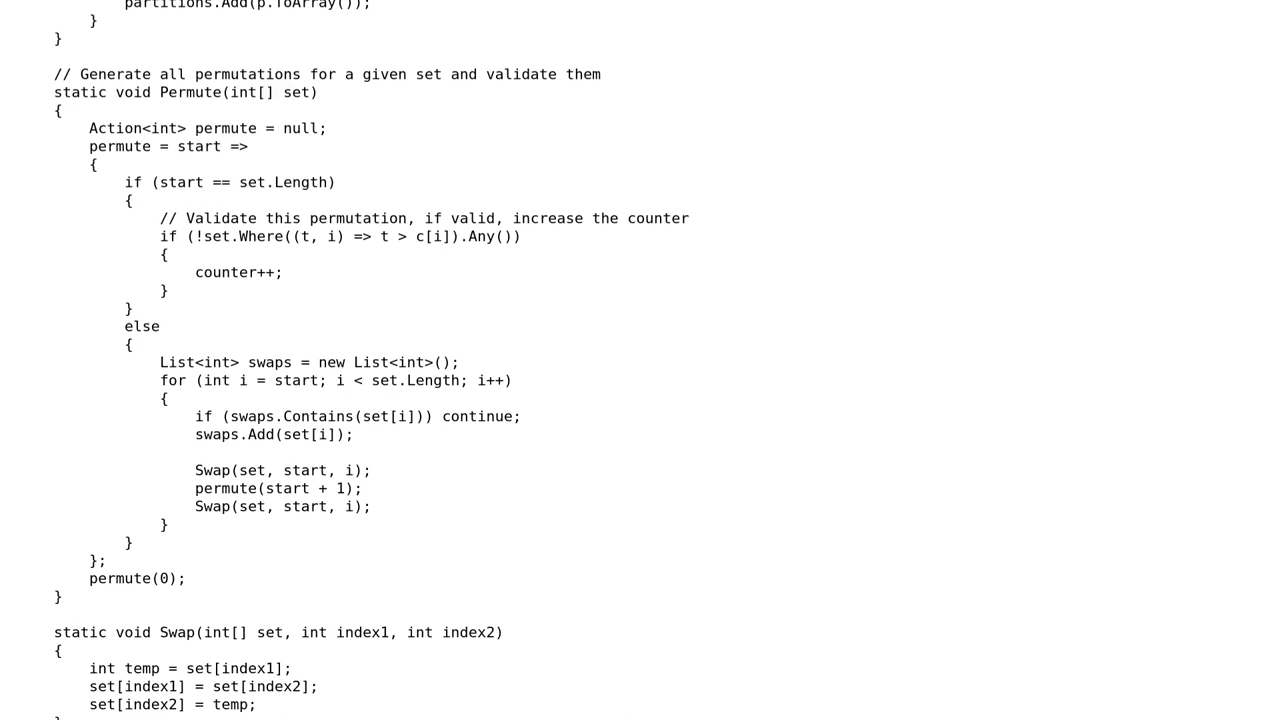 partitions.Add(p.ToArray());
        }
    }

    // Generate all permutations for a given set and validate them
    static void Permute(int[] set)
    {
        Action<int> permute = null;
        permute = start =>
        {
            if (start == set.Length)
            {
                // Validate this permutation, if valid, increase the counter
                if (!set.Where((t, i) => t > c[i]).Any())
                {
                    counter++;
                }
            }
            else
            {
                List<int> swaps = new List<int>();
                for (int i = start; i < set.Length; i++)
                {
                    if (swaps.Contains(set[i])) continue;
                    swaps.Add(set[i]);

                    Swap(set, start, i);
                    permute(start + 1);
                    Swap(set, start, i);
                }
            }
        };
        permute(0);
    }

    static void Swap(int[] set, int index1, int index2)
    {
        int temp = set[index1];
        set[index1] = set[index2];
        set[index2] = temp;
    }